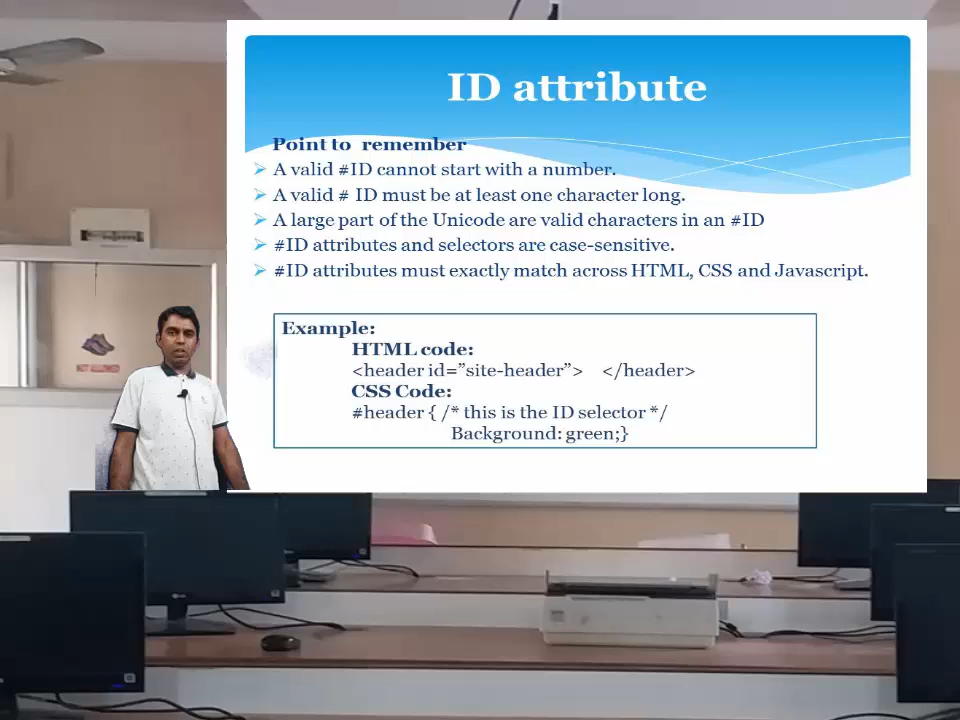 ID attribute
Point to remember
A valid #ID cannot start with a number.
A valid # ID must be at least one character long.
A large part of the Unicode are valid characters in an #ID
#ID attributes and selectors are case-sensitive.
#ID attributes must exactly match across HTML, CSS and Javascript.
Example:
HTML code:
<header id=”site-header”> </header>
CSS Code:
#header { /* this is the ID selector */
Background: green;}
NOT ALLOWED